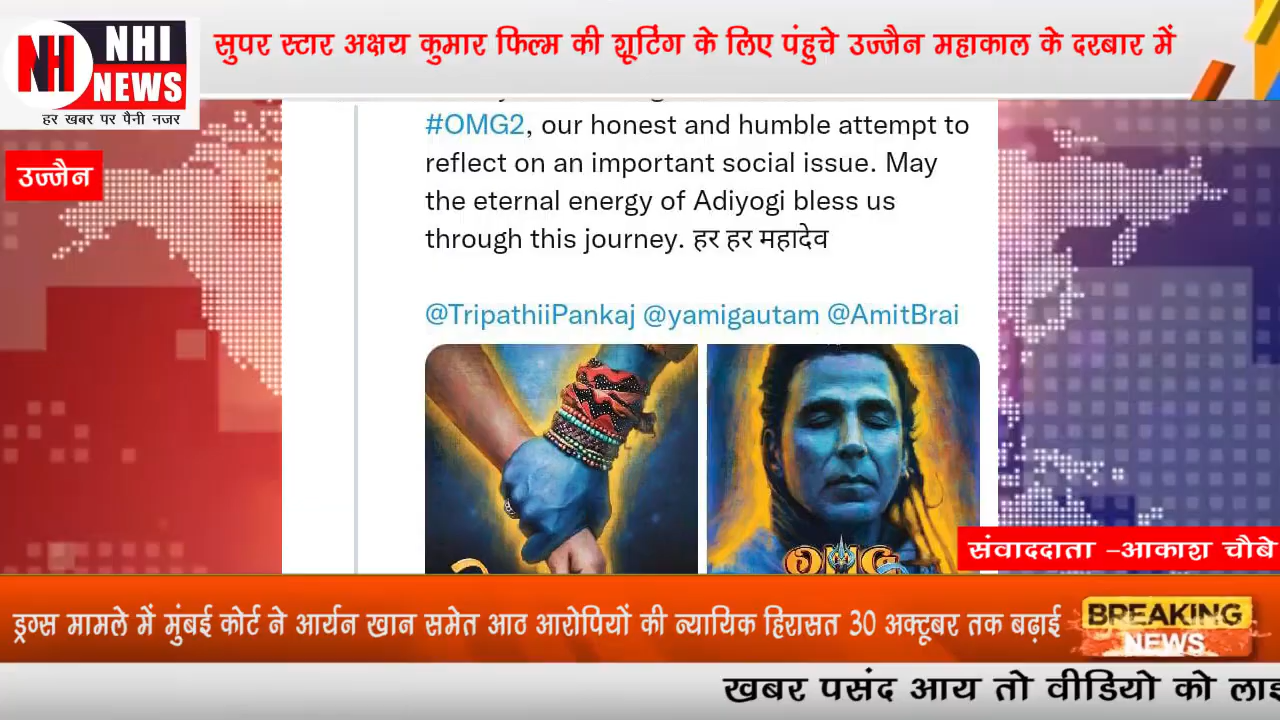 NHI
NEWS
हर खबर पर पैनी नजर
सुपर स्टार अक्षय कुमार फिल्म की शूटिंग के लिए पंहुचे उज्जैन महाकाल के दरबार में
उज्जैन
#OMG2, our honest and humble attempt to
reflect on an important social issue. May
the eternal energy of Adiyogi bless us
through this journey. हर हर महादेव
@TripathiiPankaj @yamigautam @AmitBrai
OMG
संवाददाता -आकाश चौबे
ड्रग्स मामले में मुंबई कोर्ट ने आर्यन खान समेत आठ आरोपियों की न्यायिक हिरासत 30 अक्टूबर तक बढ़ाई
BREAKING
NEWS
खबर पसंद आय तो वीडियो को